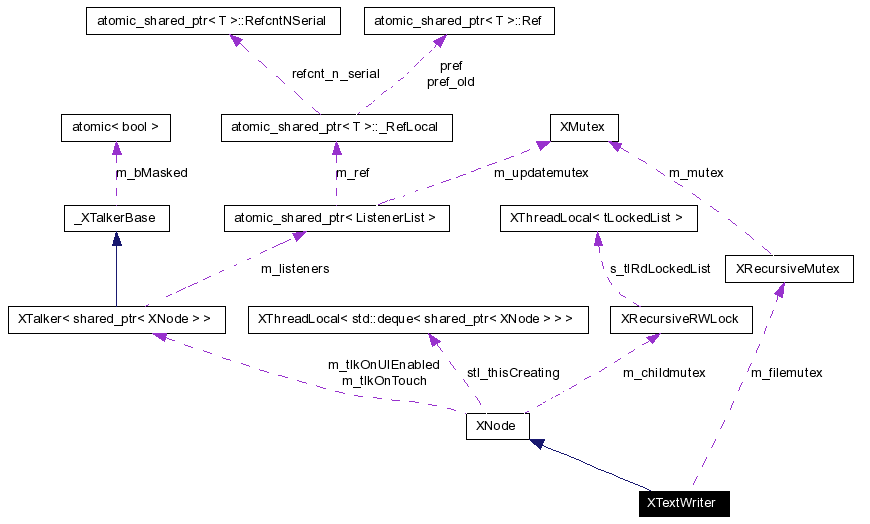 atomic_shared_ptr< T >::RefcntNSerial
atomic_shared_ptr< T >::Ref
refcnt_n_serial
pref
pref_old
atomic< bool >
atomic_shared_ptr< T >::_RefLocal
XMutex
m_bMasked
m_ref
m_updatemutex
m_mutex
_XTalkerBase
atomic_shared_ptr< ListenerList >
XThreadLocal< tLockedList >
m_listeners
s_tlRdLockedList
XRecursiveMutex
XTalker< shared_ptr< XNode > >
XThreadLocal< std::deque< shared_ptr< XNode > > >
XRecursiveRWLock
m_tlkOnUIEnabled
m_tlkOnTouch
stl_thisCreating
m_childmutex
m_filemutex
XNode
XTextWriter